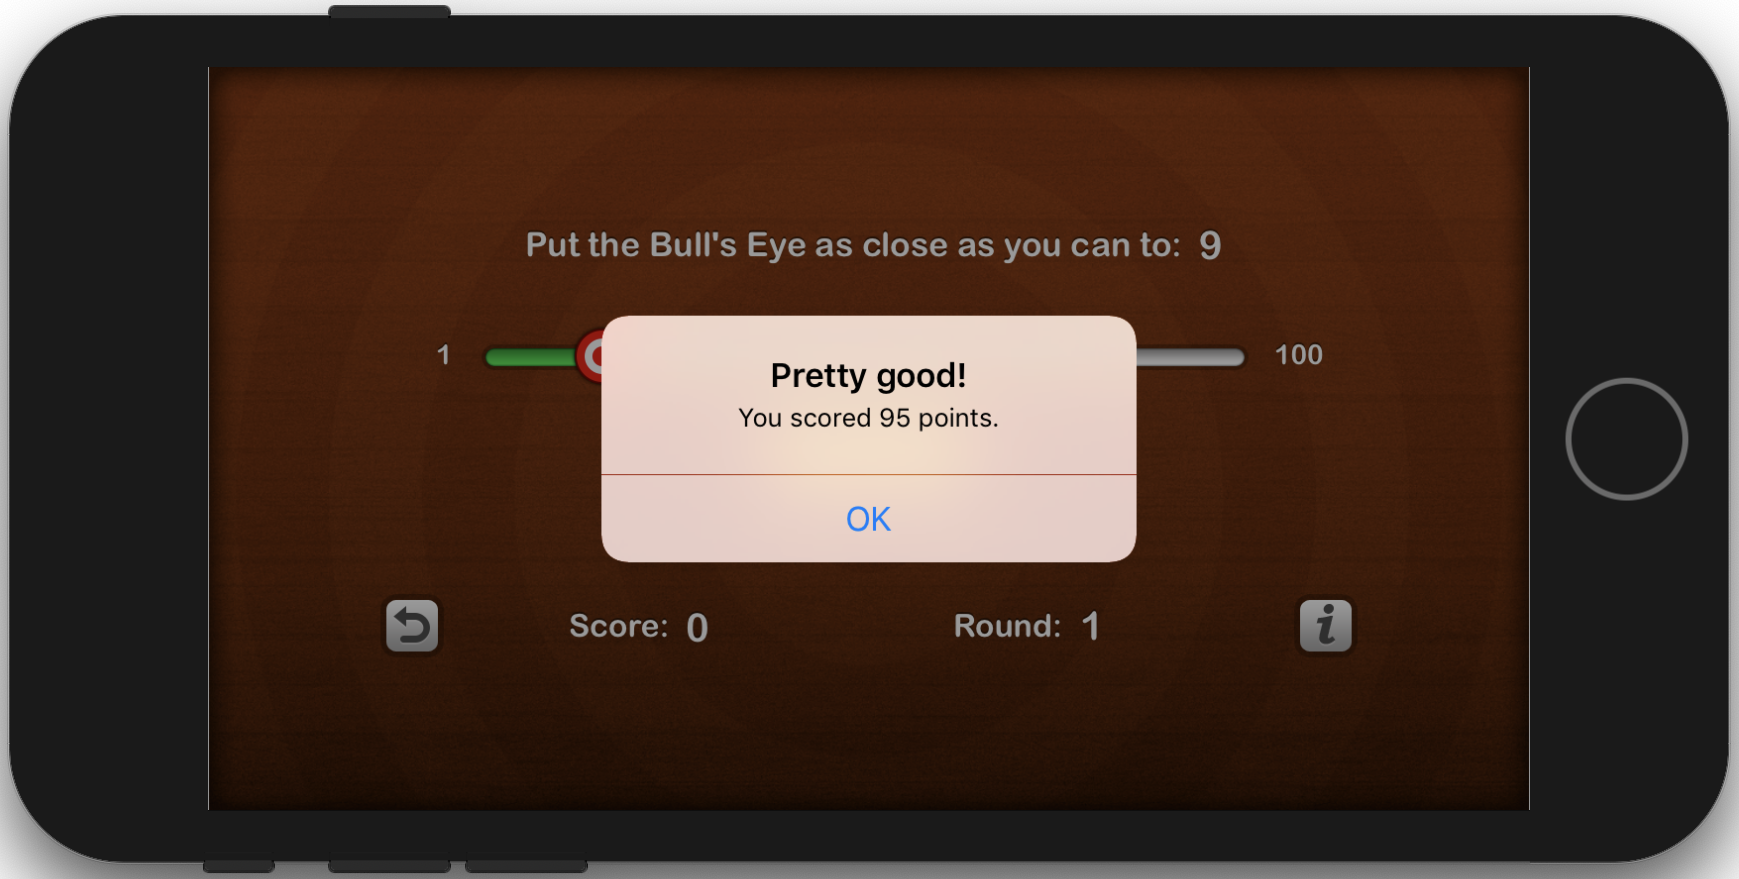 Put the Bull's Eye as close as you can to: 9
1
100
Pretty good!
You scored 95 points.
OK
Score: 0
Round: 1
i